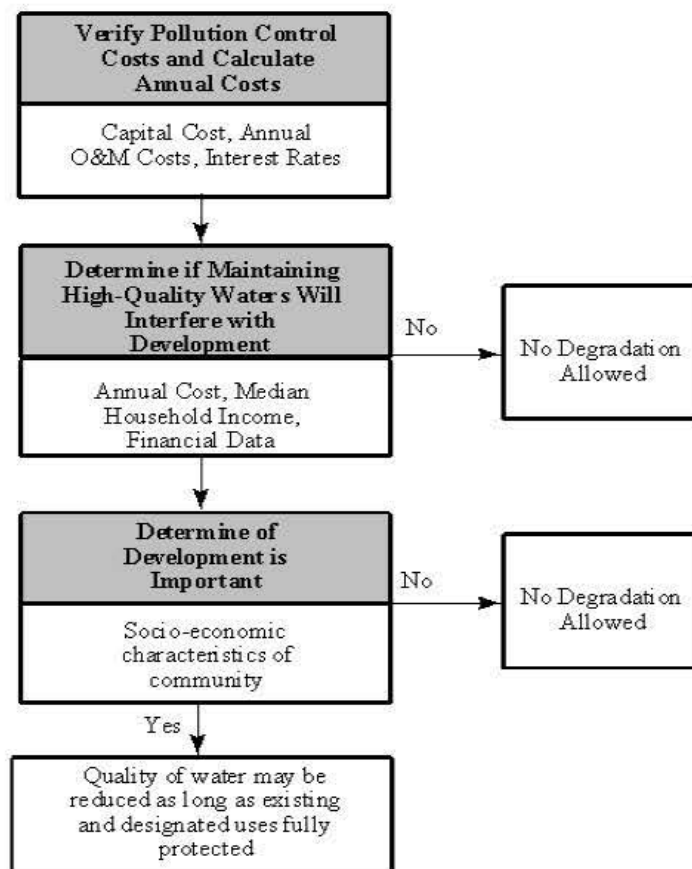 Verify Pollution Control
Costs and Calculate
Annual Costs
Capital Cost, Annual
O&M Costs, Interest Rates
Determine if Maintaining
High-Quality Waters Will
Interfere with
Development
No
No Degradation
Allowed
Annual Cost, Median
Household Income,
Financial Data
Determine of
Development is
Important
No
No Degradation
Allowed
Socio-economic
characteristics of
community
Yes
Quality of water may be
reduced as long as existing
and designated uses fully
protected